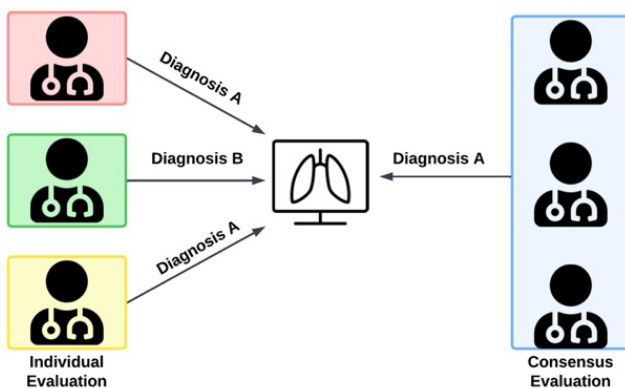 Diagnosis A
Diagnosis B
Diagnosis A
Diagnosis A
Individual
Evaluation
Consensus
Evaluation